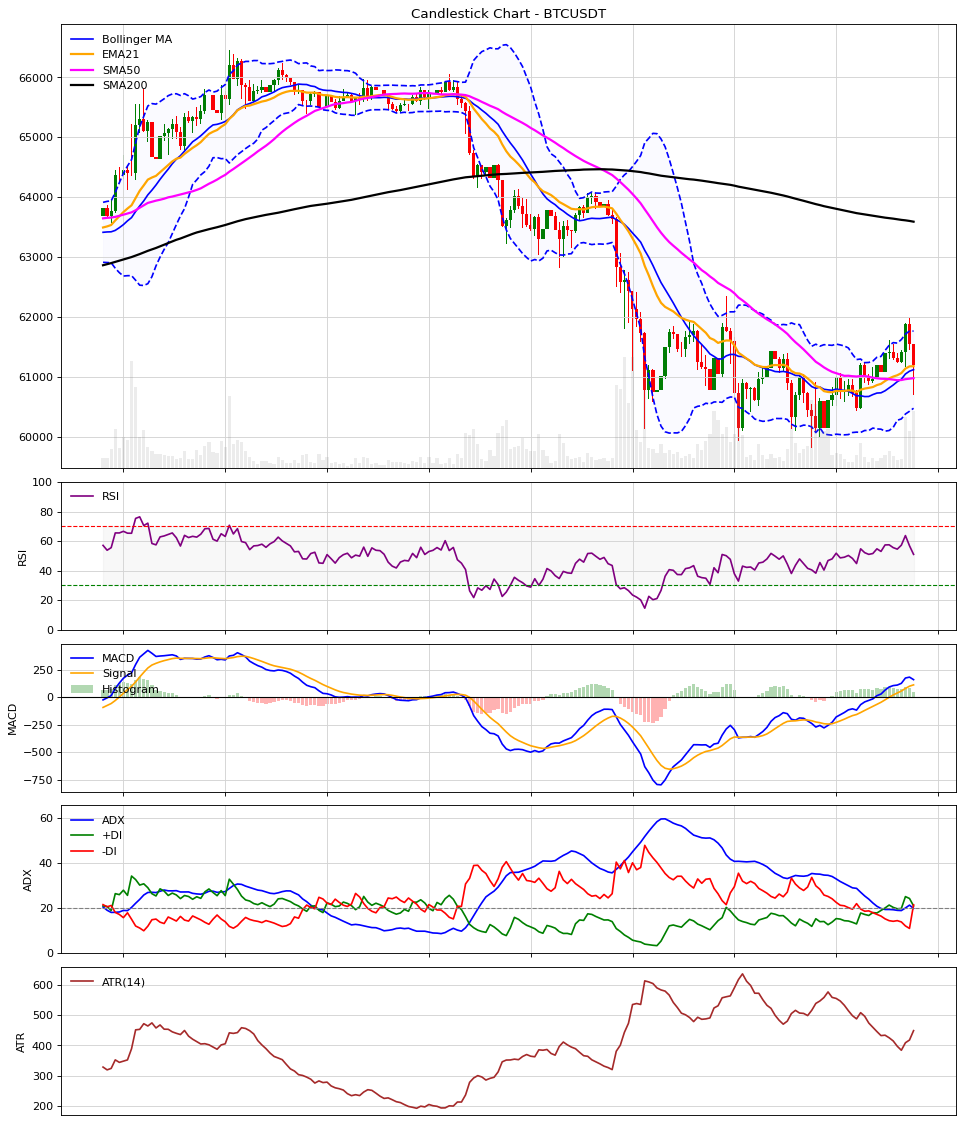 Candlestick Chart - BTCUSDT
Bollinger MA
EMA21
SMA50
SMA200
66000
65000
64000
63000
62000
61000
60000
RSI
100
80
60
40
20
0
RSI
MACD
Signal
Histogram
250
0
−250
−500
−750
MACD
ADX
+DI
-DI
60
40
20
0
ADX
ATR(14)
600
500
400
300
200
ATR